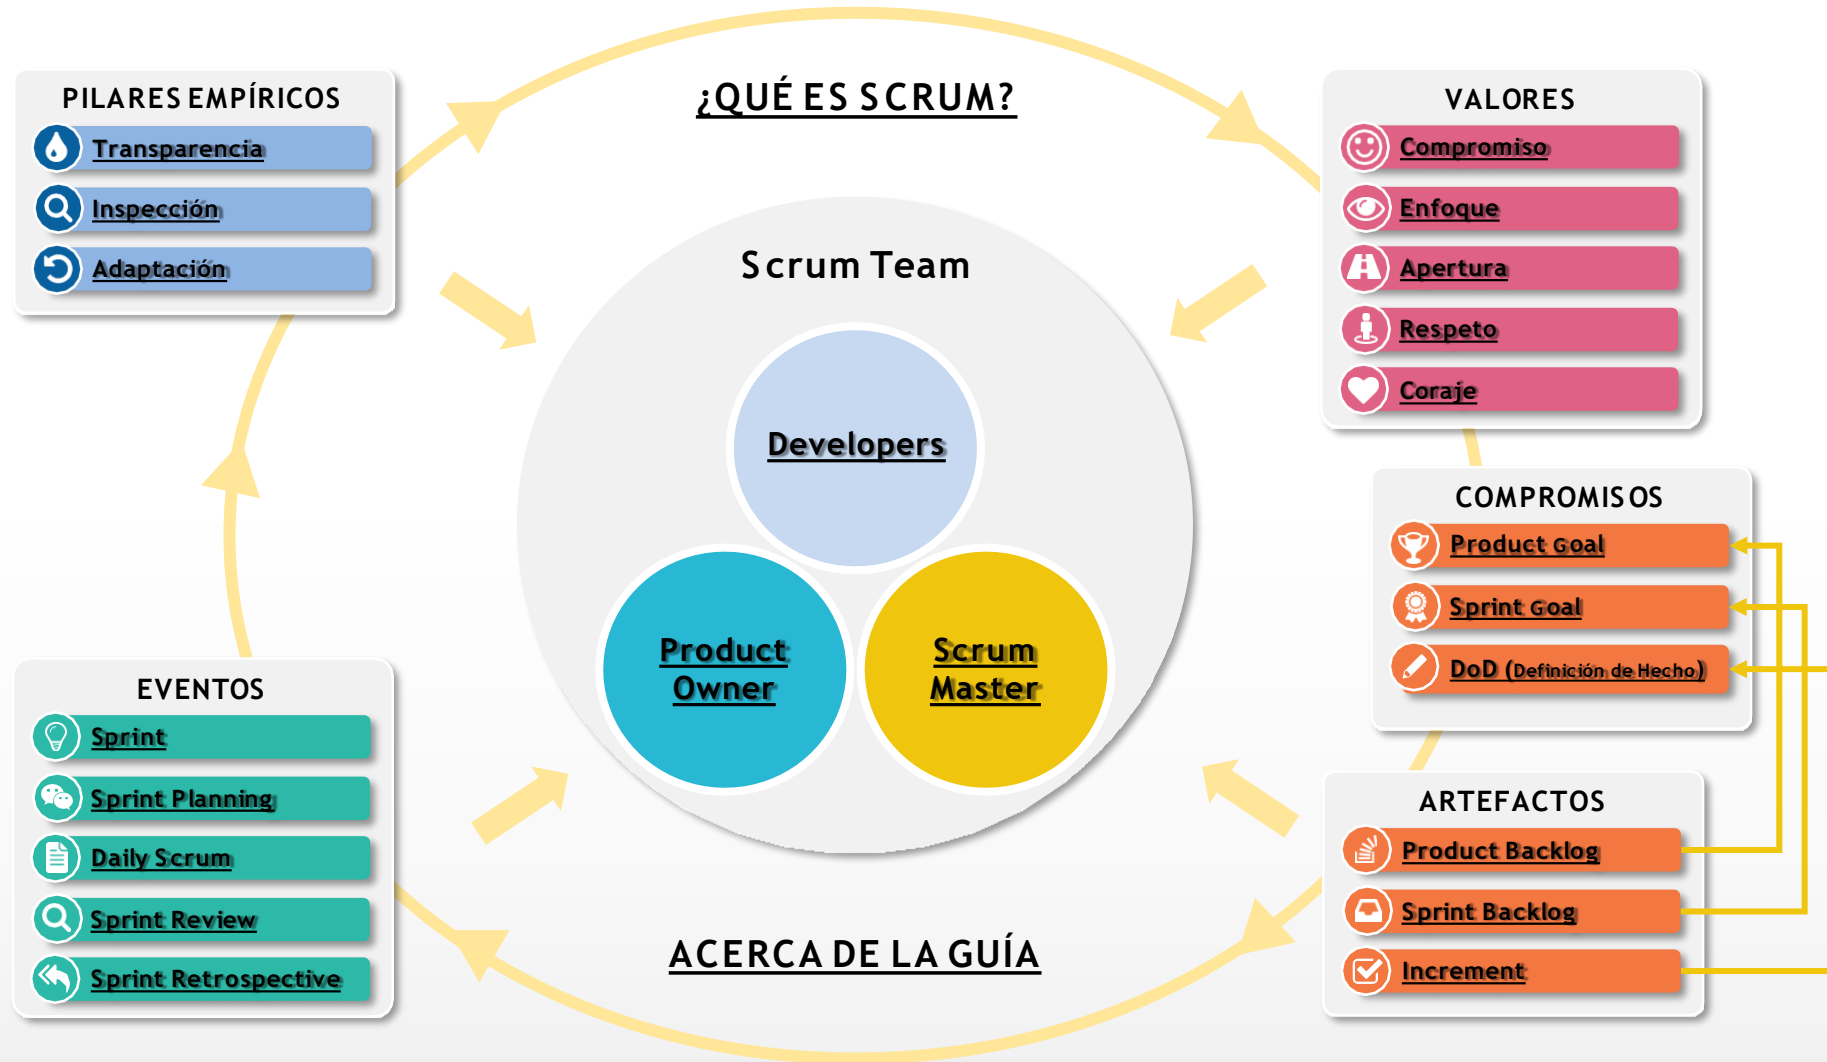 ¿QUÉ ES SCRUM?
PILARES EMPÍRICOS
Transparencia
Inspección
Adaptación
VALORES
Compromiso
Enfoque
Apertura
Respeto
Coraje
Scrum Team
Developers
Product
Owner
Scrum
Master
COMPROMISOS
Product Goal
Sprint Goal
DoD (Definición de Hecho)
EVENTOS
Sprint
Sprint Planning
Daily Scrum
Sprint Review
Sprint Retrospective
ARTEFACTOS
Product Backlog
Sprint Backlog
Increment
ACERCA DE LA GUÍA